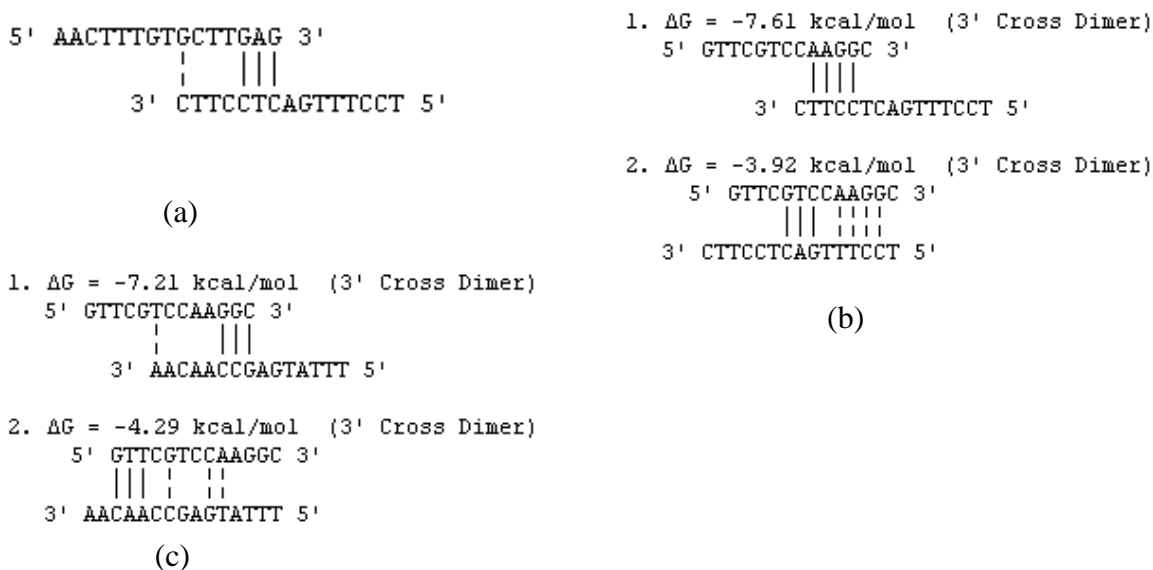 5' AACTTTGTGCTTGAG 3'
3' CTTCCTCAGTTTCCT 5'
(a)
1. ΔG = -7.61 kcal/mol (3' Cross Dimer)
5' GTTCGTCCAAGGC 3'
3' CTTCCTCAGTTTCCT 5'
2. ΔG = -3.92 kcal/mol (3' Cross Dimer)
5' GTTCGTCCAAGGC 3'
3' CTTCCTCAGTTTCCT 5'
(b)
1. ΔG = -7.21 kcal/mol (3' Cross Dimer)
5' GTTCGTCCAAGGC 3'
3' AACAACCGAGTATTT 5'
2. ΔG = -4.29 kcal/mol (3' Cross Dimer)
5' GTTCGTCCAAGGC 3'
3' AACAACCGAGTATTT 5'
(c)